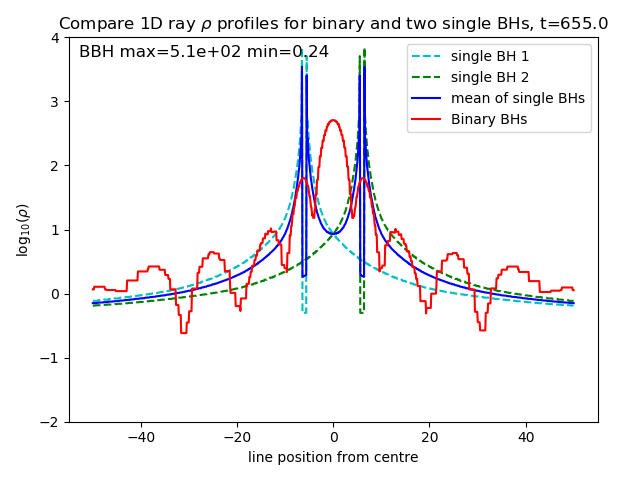 Compare 1D ray ρ profiles for binary and two single BHs, t=655.0
BBH max=5.1e+02 min=0.24
single BH 1
single BH 2
mean of single BHs
Binary BHs
4
3
2
1
0
−1
−2
log₁₀(ρ)
−40
−20
0
20
40
line position from centre